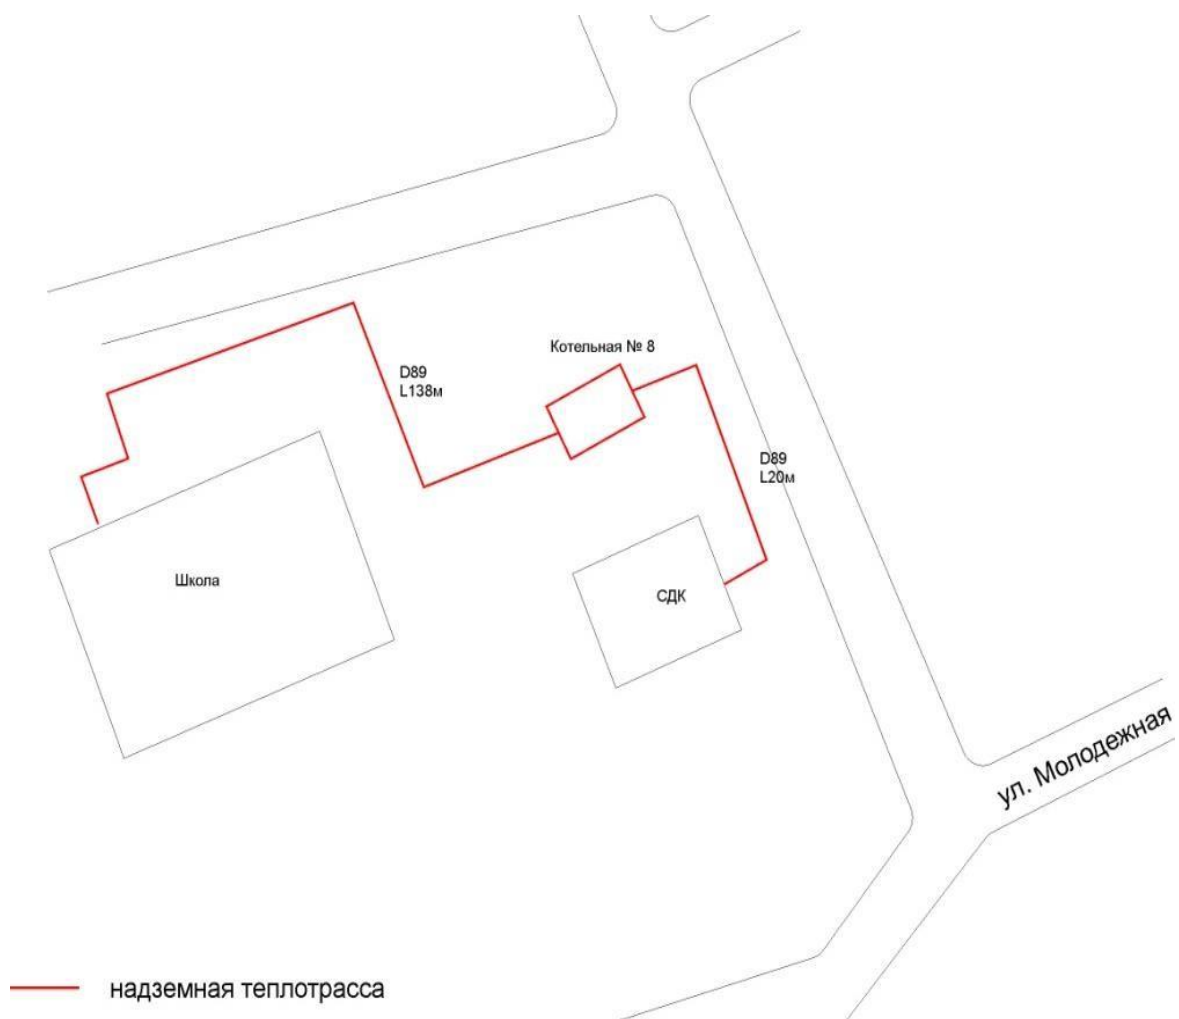 Котельная № 8
D89
L138м
D89
L20м
Школа
СДК
ул. Молодежная
надземная теплотрасса